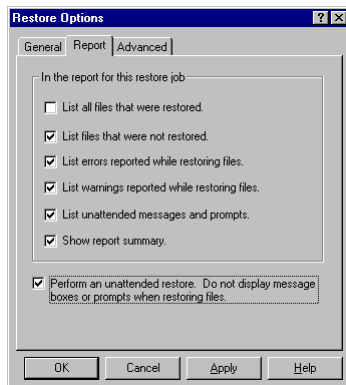 Restore Options
General Report Advanced
In the report for this restore job
List all files that were restored.
List files that were not restored.
List errors reported while restoring files.
List warnings reported while restoring files.
List unattended messages and prompts.
Show report summary.
Perform an unattended restore. Do not display message
boxes or prompts when restoring files.
OK Cancel Apply Help